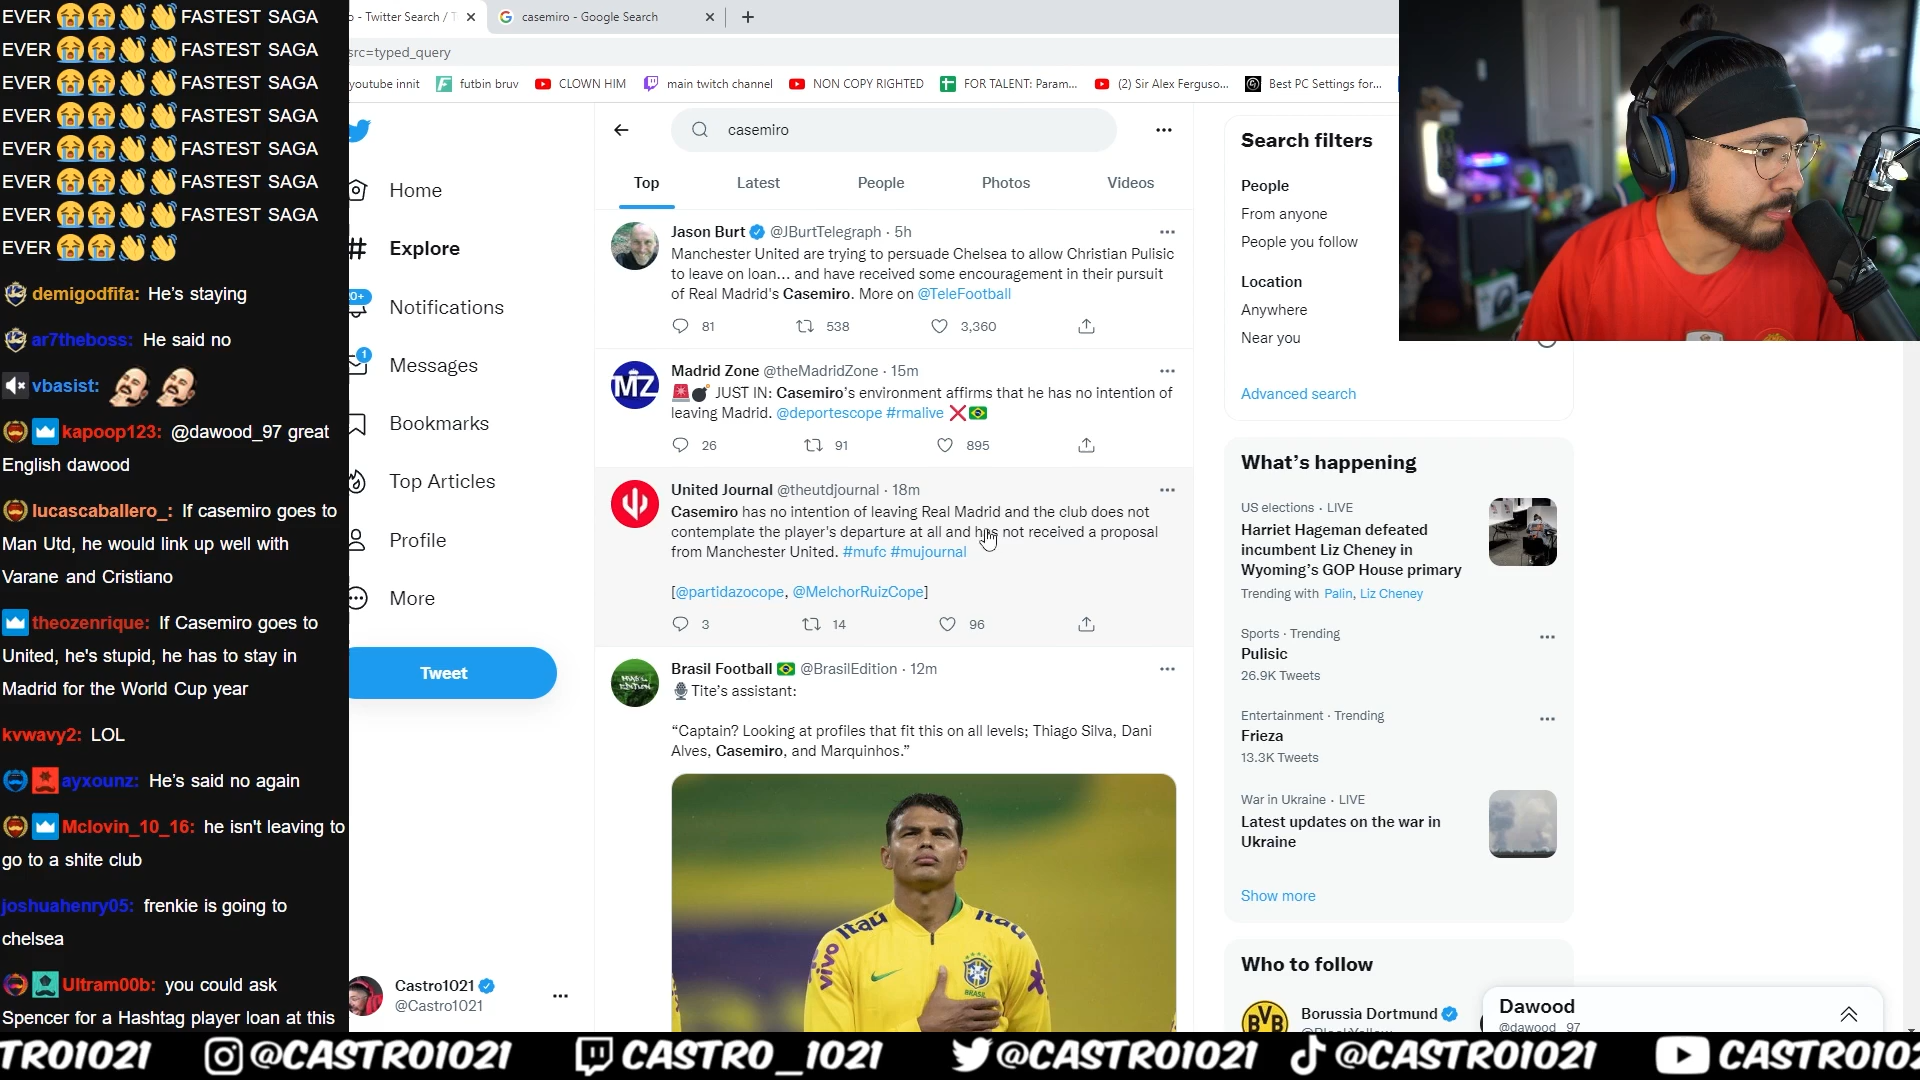 EVER 😭😭👋👋 FASTEST SAGA
EVER 😭😭👋👋 FASTEST SAGA
EVER 😭😭👋👋 FASTEST SAGA
EVER 😭😭👋👋 FASTEST SAGA
EVER 😭😭👋👋 FASTEST SAGA
EVER 😭😭👋👋 FASTEST SAGA
EVER 😭😭👋👋 FASTEST SAGA
EVER 😭😭👋👋
demigodfifa: He's staying
ar7theboss: He said no
vbasist:
kapoop123: @dawood_97 great
English dawood
lucascaballero_: If casemiro goes to
Man Utd, he would link up well with
Varane and Cristiano
theozenrique: If Casemiro goes to
United, he's stupid, he has to stay in
Madrid for the World Cup year
kvwavy2: LOL
ayxounz: He's said no again
Mclovin_10_16: he isn't leaving to
go to a shite club
joshuahenry05: frenkie is going to
chelsea
Ultram00b: you could ask
Spencer for a Hashtag player loan at this
o - Twitter Search / T
casemiro - Google Search
src=typed_query
youtube innit
futbin bruv
CLOWN HIM
main twitch channel
NON COPY RIGHTED
FOR TALENT: Param...
(2) Sir Alex Ferguso...
Best PC Settings for...
Home
Explore
20+
Notifications
1
Messages
Bookmarks
Top Articles
Profile
More
Tweet
Castro1021
@Castro1021
casemiro
Top
Latest
People
Photos
Videos
Jason Burt @JBurtTelegraph · 5h
Manchester United are trying to persuade Chelsea to allow Christian Pulisic
to leave on loan... and have received some encouragement in their pursuit
of Real Madrid's Casemiro. More on @TeleFootball
81 538 3,360
MZ
Madrid Zone @theMadridZone · 15m
🚨💣 JUST IN: Casemiro's environment affirms that he has no intention of
leaving Madrid. @deportescope #rmalive ❌🇧🇷
26 91 895
United Journal @theutdjournal · 18m
Casemiro has no intention of leaving Real Madrid and the club does not
contemplate the player's departure at all and has not received a proposal
from Manchester United. #mufc #mujournal
[@partidazocope, @MelchorRuizCope]
3 14 96
Brasil Football 🇧🇷 @BrasilEdition · 12m
🎙Tite's assistant:
“Captain? Looking at profiles that fit this on all levels; Thiago Silva, Dani
Alves, Casemiro, and Marquinhos.”
Itaú
Itaú
vivo
BRASIL
Search filters
People
From anyone
People you follow
Location
Anywhere
Near you
Advanced search
What's happening
US elections · LIVE
Harriet Hageman defeated
incumbent Liz Cheney in
Wyoming's GOP House primary
Trending with Palin, Liz Cheney
Sports · Trending
Pulisic
26.9K Tweets
Entertainment · Trending
Frieza
13.3K Tweets
War in Ukraine · LIVE
Latest updates on the war in
Ukraine
Show more
Who to follow
BVB
Borussia Dortmund
Dawood
@dawood_97
TRO1021 @CASTRO1021 CASTRO_1021 @CASTRO1021 @CASTRO1021 CASTRO102